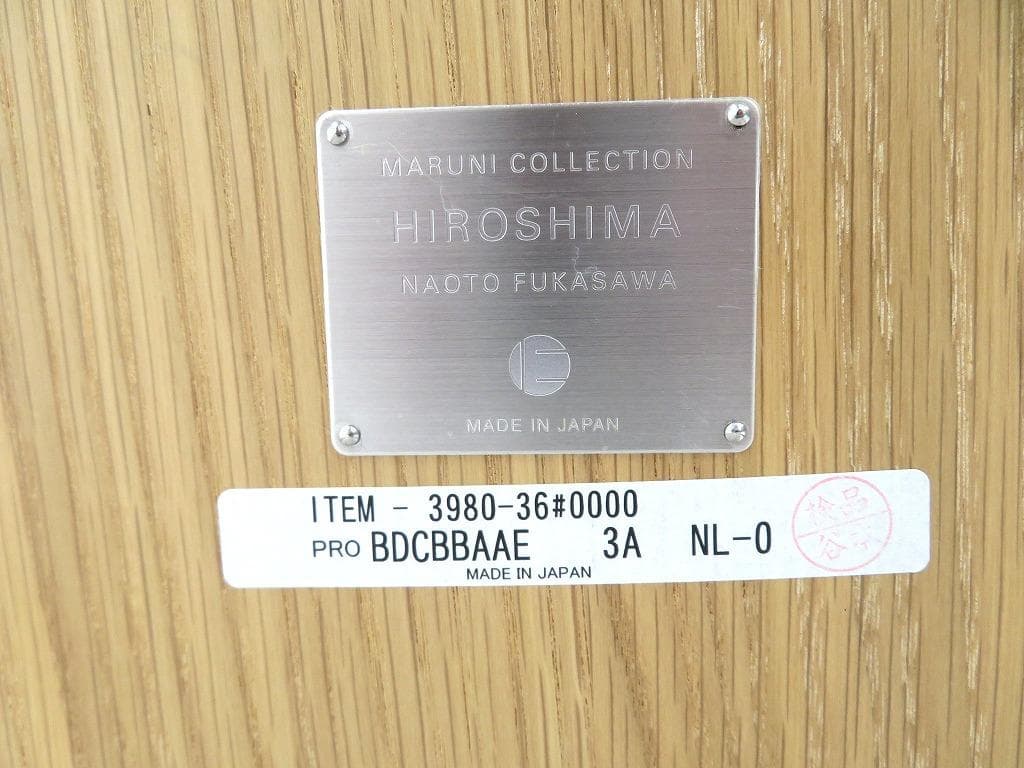 MARUNI COLLECTION
HIROSHIMA
NAOTO FUKASAWA
MADE IN JAPAN
ITEM - 3980-36#0000
PRO BDCBBAAE 3A NL-0
MADE IN JAPAN